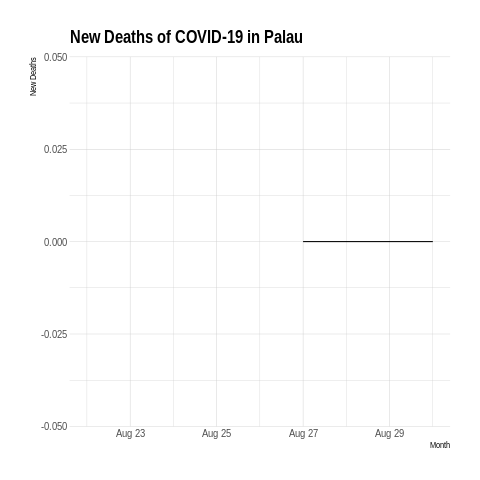 New Deaths of COVID-19 in Palau
New Deaths
0.050
0.025
0.000
-0.025
-0.050
Aug 23 Aug 25 Aug 27 Aug 29
Month